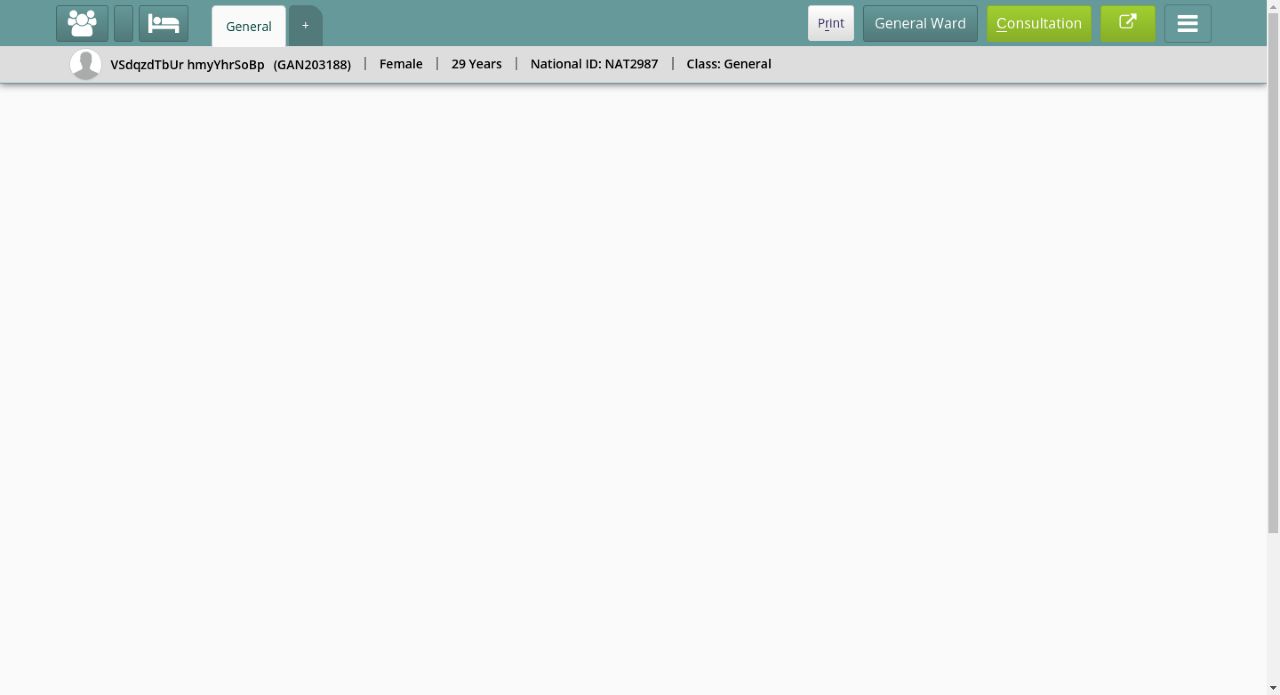 General + Print General Ward Consultation
VSdqzdTbUr hmyYhrSoBp (GAN203188) | Female | 29 Years | National ID: NAT2987 | Class: General